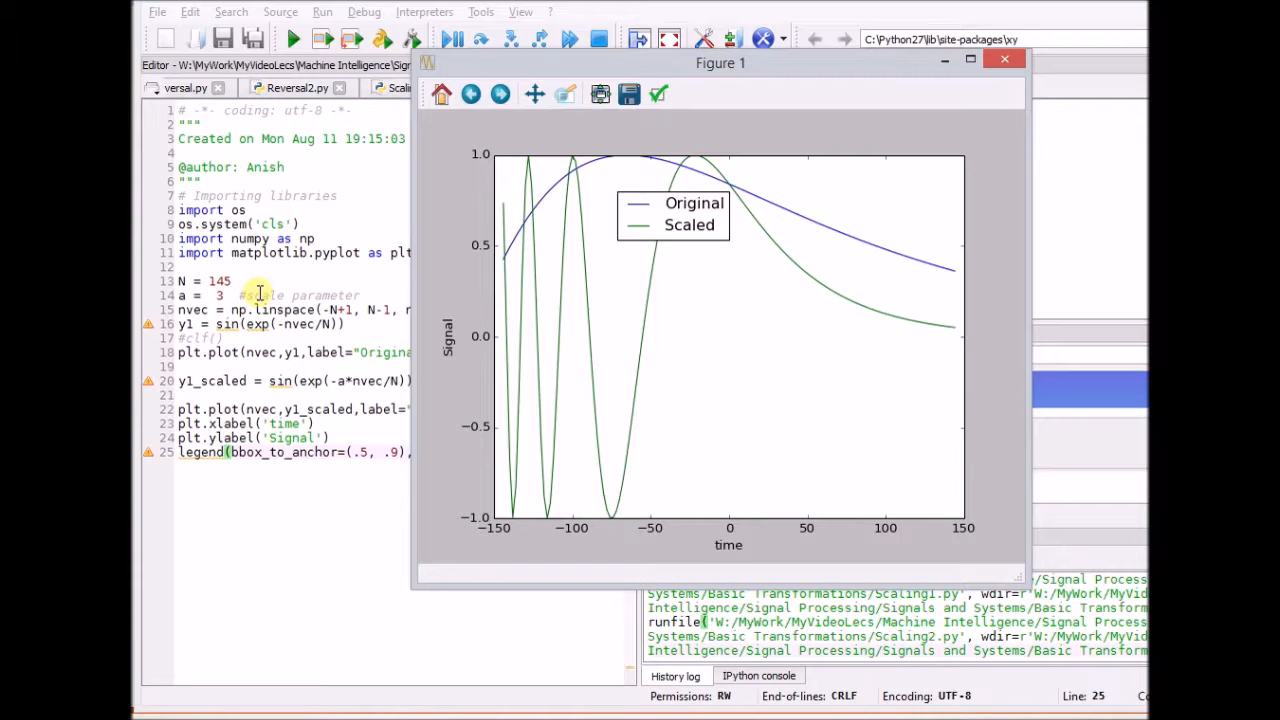 File Edit Search Source Run Debug Interpreters Tools View ?
C:\Python27\lib\site-packages\xy
Editor - W:\MyWork\MyVideoLecs\Machine Intelligence\Sign
versal.py Reversal2.py Scali
Figure 1
1 # -*- coding: utf-8 -*-
2 """
3 Created on Mon Aug 11 19:15:03
4
5 @author: Anish
6 """
7 # Importing libraries
8 import os
9 os.system('cls')
10 import numpy as np
11 import matplotlib.pyplot as plt
12
13 N = 145
14 a = 3 #scale parameter
15 nvec = np.linspace(-N+1, N-1, n
16 y1 = sin(exp(-nvec/N))
17 #clf()
18 plt.plot(nvec,y1,label="Origina
19
20 y1_scaled = sin(exp(-a*nvec/N))
21
22 plt.plot(nvec,y1_scaled,label="
23 plt.xlabel('time')
24 plt.ylabel('Signal')
25 legend(bbox_to_anchor=(.5, .9),
1.0
0.5
0.0
−0.5
−1.0
Signal
Original
Scaled
−150 −100 −50 0 50 100 150
time
/Signal Process
Systems/Basic Transformations/Scaling1.py', wdir=r'W:/MyWork/MyVid
Intelligence/Signal Processing/Signals and Systems/Basic Transform
runfile('W:/MyWork/MyVideoLecs/Machine Intelligence/Signal Process
Systems/Basic Transformations/Scaling2.py', wdir=r'W:/MyWork/MyVid
Intelligence/Signal Processing/Signals and Systems/Basic Transform
History log IPython console
Permissions: RW End-of-lines: CRLF Encoding: UTF-8 Line: 25 Co